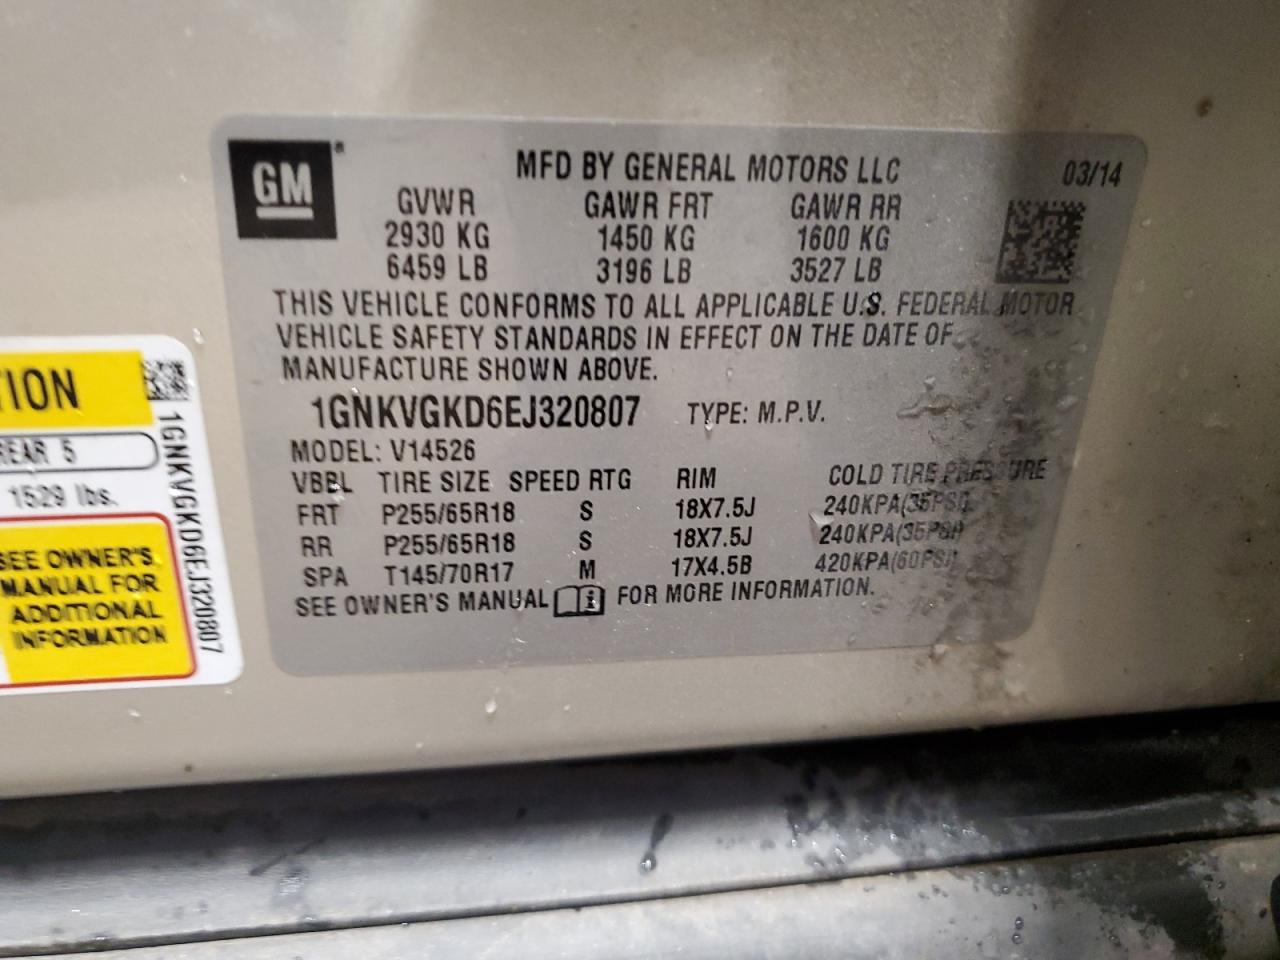 GM®
MFD BY GENERAL MOTORS LLC 03/14
GVWR GAWR FRT GAWR RR
2930 KG 1450 KG 1600 KG
6459 LB 3196 LB 3527 LB
THIS VEHICLE CONFORMS TO ALL APPLICABLE U.S. FEDERAL MOTOR
VEHICLE SAFETY STANDARDS IN EFFECT ON THE DATE OF
MANUFACTURE SHOWN ABOVE.
1GNKVGKD6EJ320807 TYPE: M.P.V.
MODEL: V14526
VBBL TIRE SIZE SPEED RTG RIM COLD TIRE PRESSURE
FRT P255/65R18 S 18X7.5J 240KPA(35PSI)
RR P255/65R18 S 18X7.5J 240KPA(35PSI)
SPA T145/70R17 M 17X4.5B 420KPA(60PSI)
SEE OWNER'S MANUAL FOR MORE INFORMATION.
TION
REAR 5
1529 lbs.
SEE OWNER'S
MANUAL FOR
ADDITIONAL
INFORMATION
1GNKVGKD6EJ320807